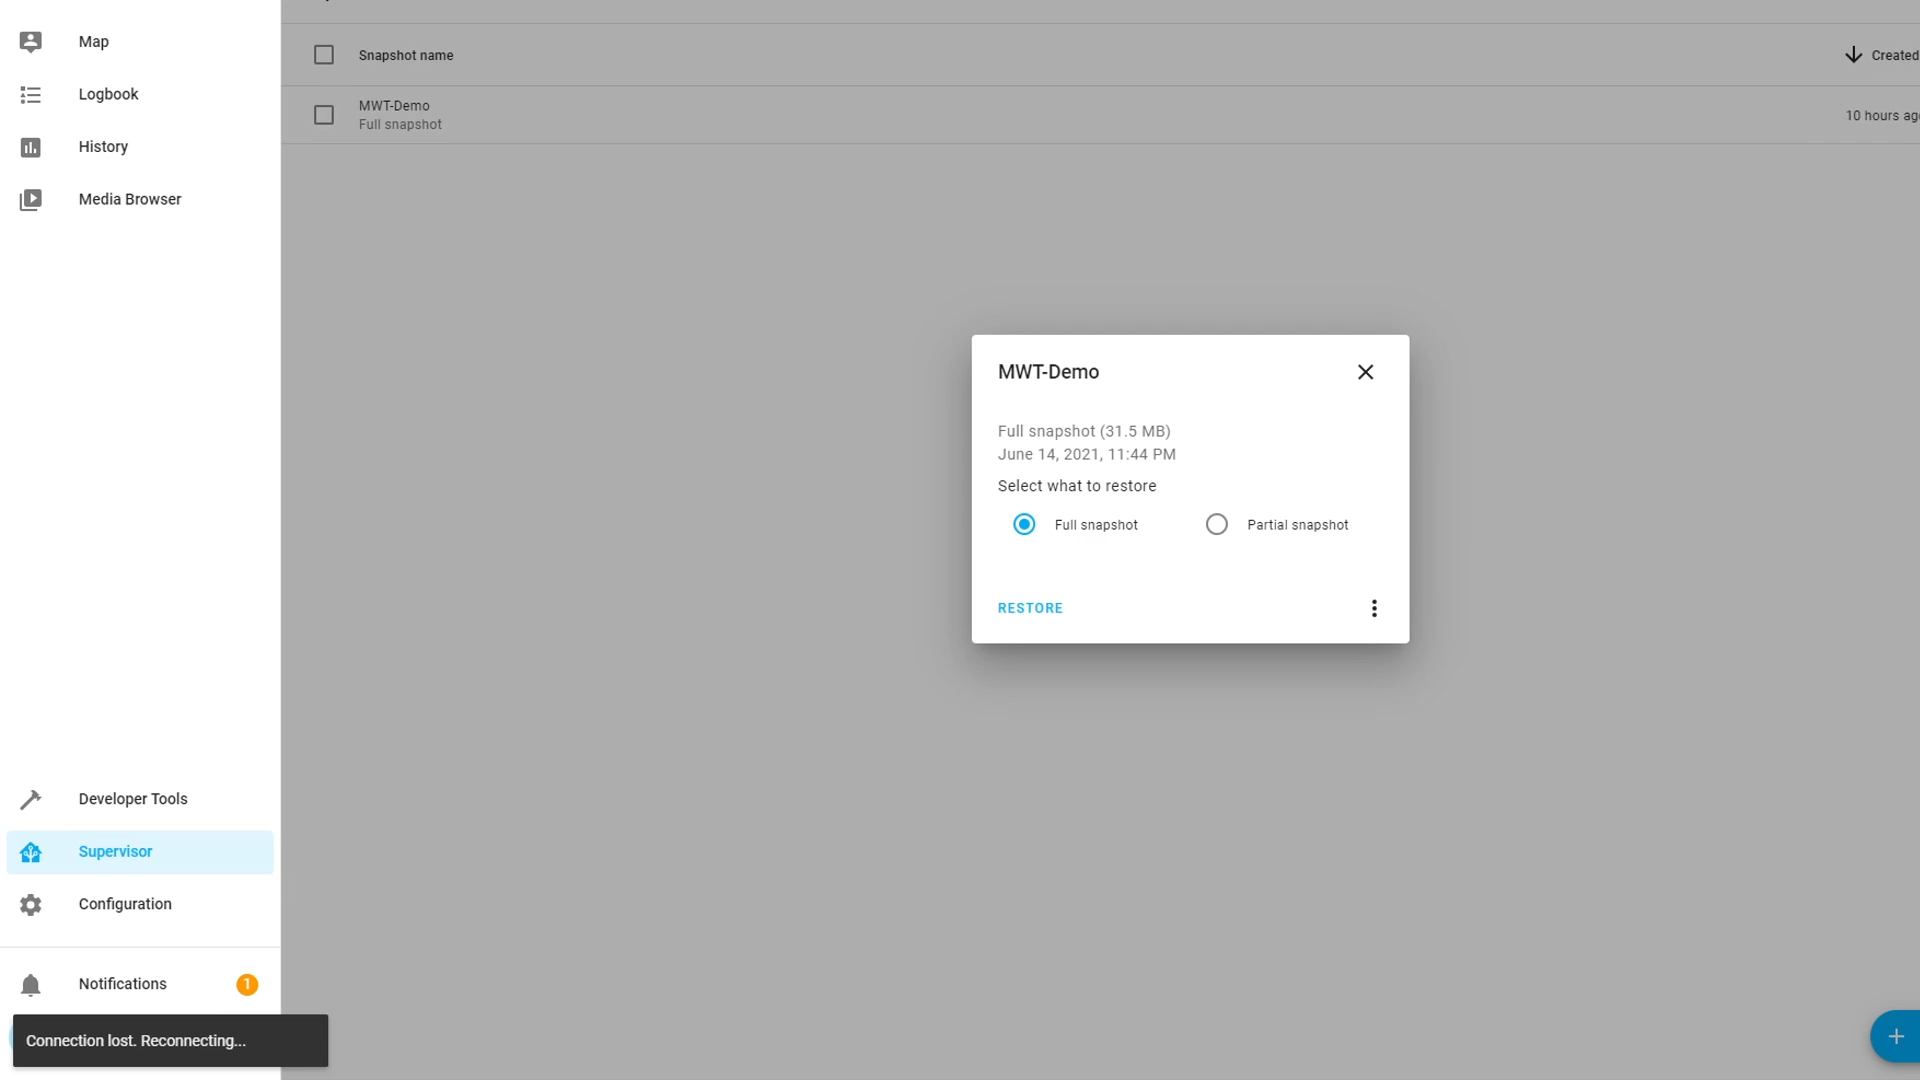 Map
Logbook
History
Media Browser
Developer Tools
Supervisor
Configuration
Notifications
1
Connection lost. Reconnecting...
Snapshot name
Created
MWT-Demo
Full snapshot
10 hours ag
MWT-Demo
Full snapshot (31.5 MB)
June 14, 2021, 11:44 PM
Select what to restore
Full snapshot
Partial snapshot
RESTORE